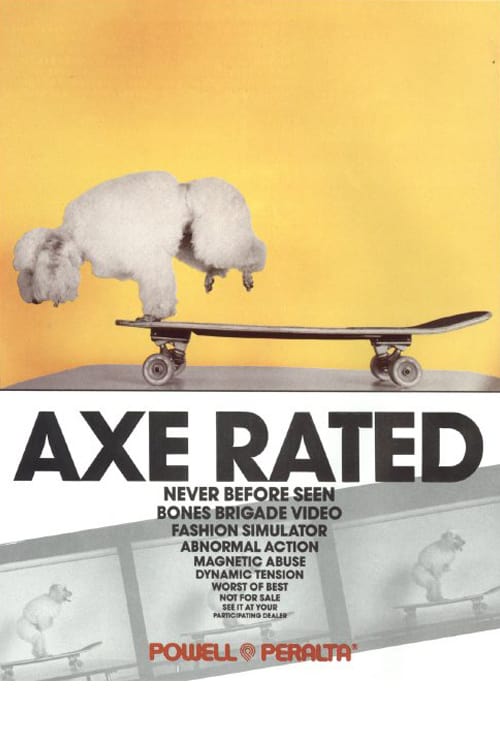 AXE RATED
NEVER BEFORE SEEN
BONES BRIGADE VIDEO
FASHION SIMULATOR
ABNORMAL ACTION
MAGNETIC ABUSE
DYNAMIC TENSION
WORST OF BEST
NOT FOR SALE
SEE IT AT YOUR
PARTICIPATING DEALER
POWELL PERALTA®